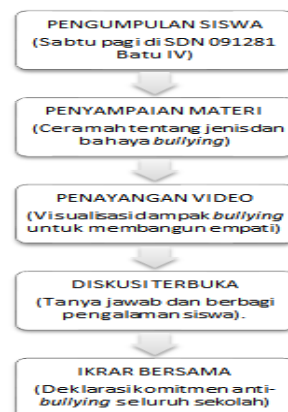 PENGUMPULAN SISWA
(Sabtu pagi di SDN 091281
Batu IV)
PENYAMPAIAN MATERI
(Ceramah tentang jenis dan
bahaya bullying)
PENAYANGAN VIDEO
(Visualisasi dampak bullying
untuk membangun empati)
DISKUSI TERBUKA
(Tanya jawab dan berbagi
pengalaman siswa).
IKRAR BERSAMA
(Deklarasi komitmen anti-
bullying seluruh sekolah)